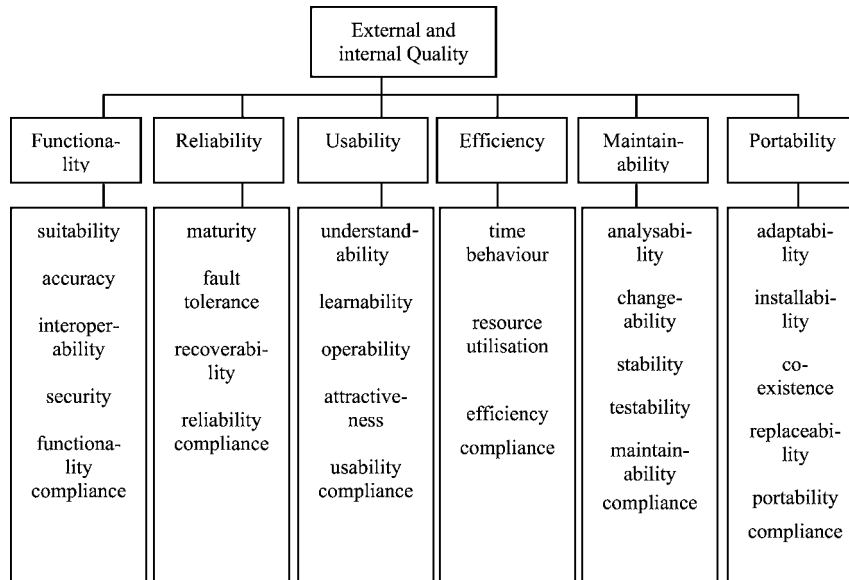 External and
internal Quality
Functiona-
lity
Reliability
Usability
Efficiency
Maintain-
ability
Portability
suitability
accuracy
interoper-
ability
security
functiona-
lity
compliance
maturity
fault
tolerance
recoverabi-
lity
reliability
compliance
understand-
ability
learnability
operability
attractive-
ness
usability
compliance
time
behaviour
resource
utilisation
efficiency
compliance
analysabi-
lity
change-
ability
stability
testability
maintain-
ability
compliance
adaptabi-
lity
installabi-
lity
co-
existence
replaceabi-
lity
portability
compliance